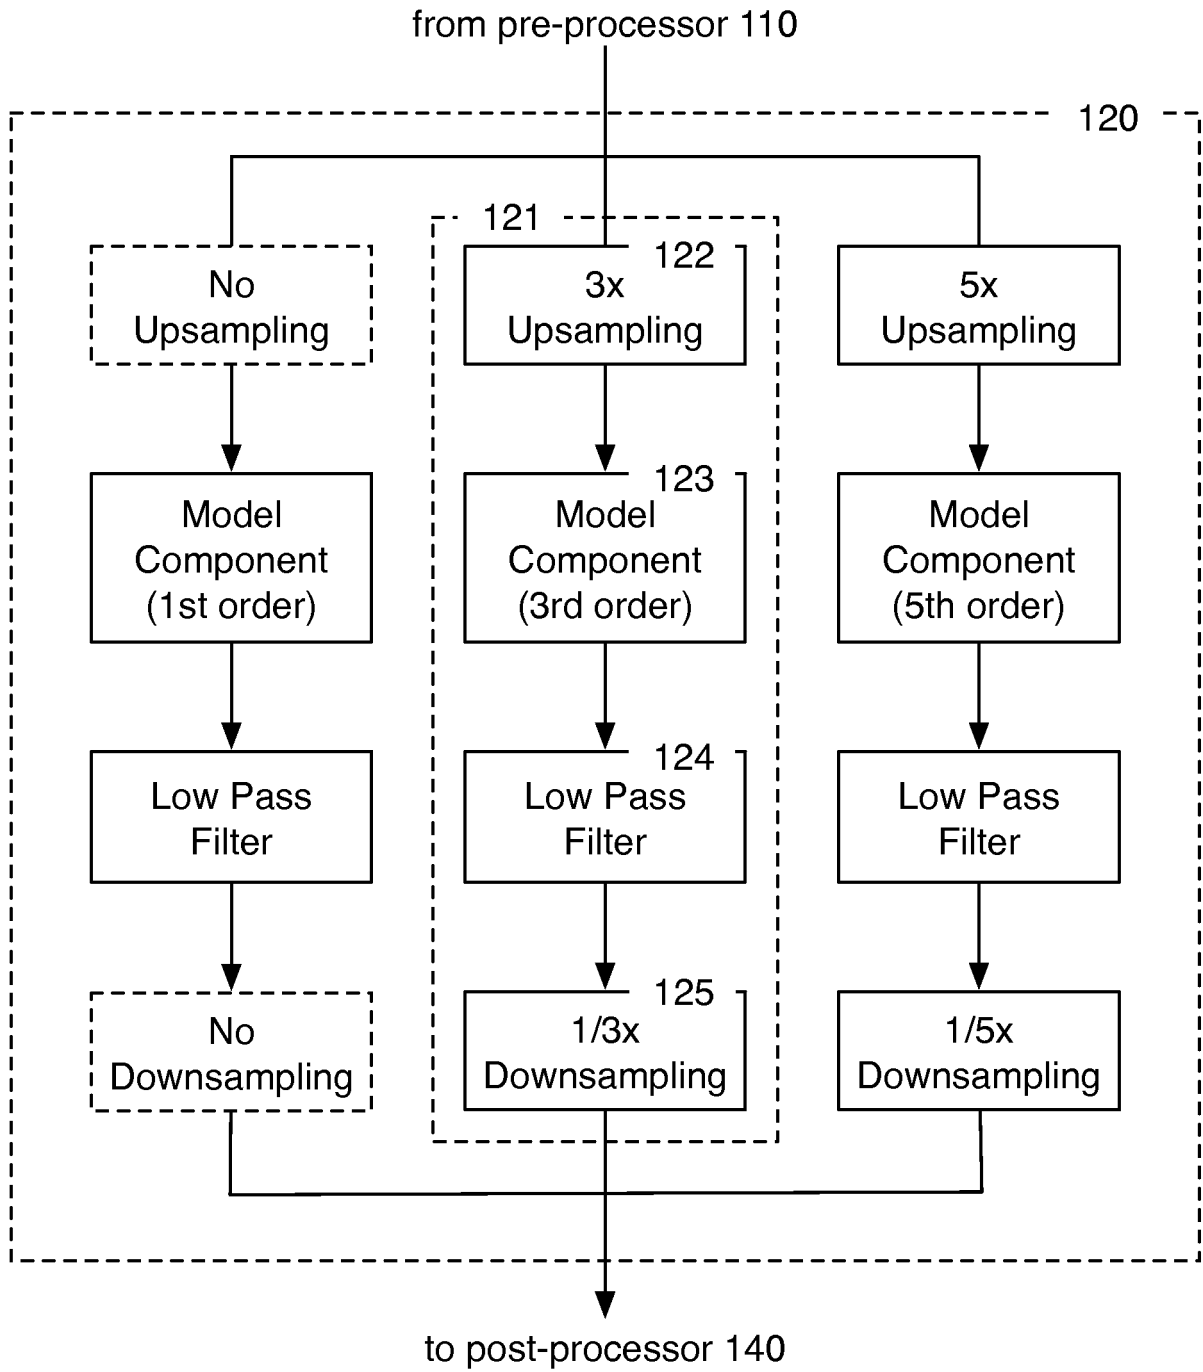 from pre-processor 110
120
121
No
Upsampling
122
3x
Upsampling
5x
Upsampling
Model
Component
(1st order)
123
Model
Component
(3rd order)
Model
Component
(5th order)
Low Pass
Filter
124
Low Pass
Filter
Low Pass
Filter
No
Downsampling
125
1/3x
Downsampling
1/5x
Downsampling
to post-processor 140